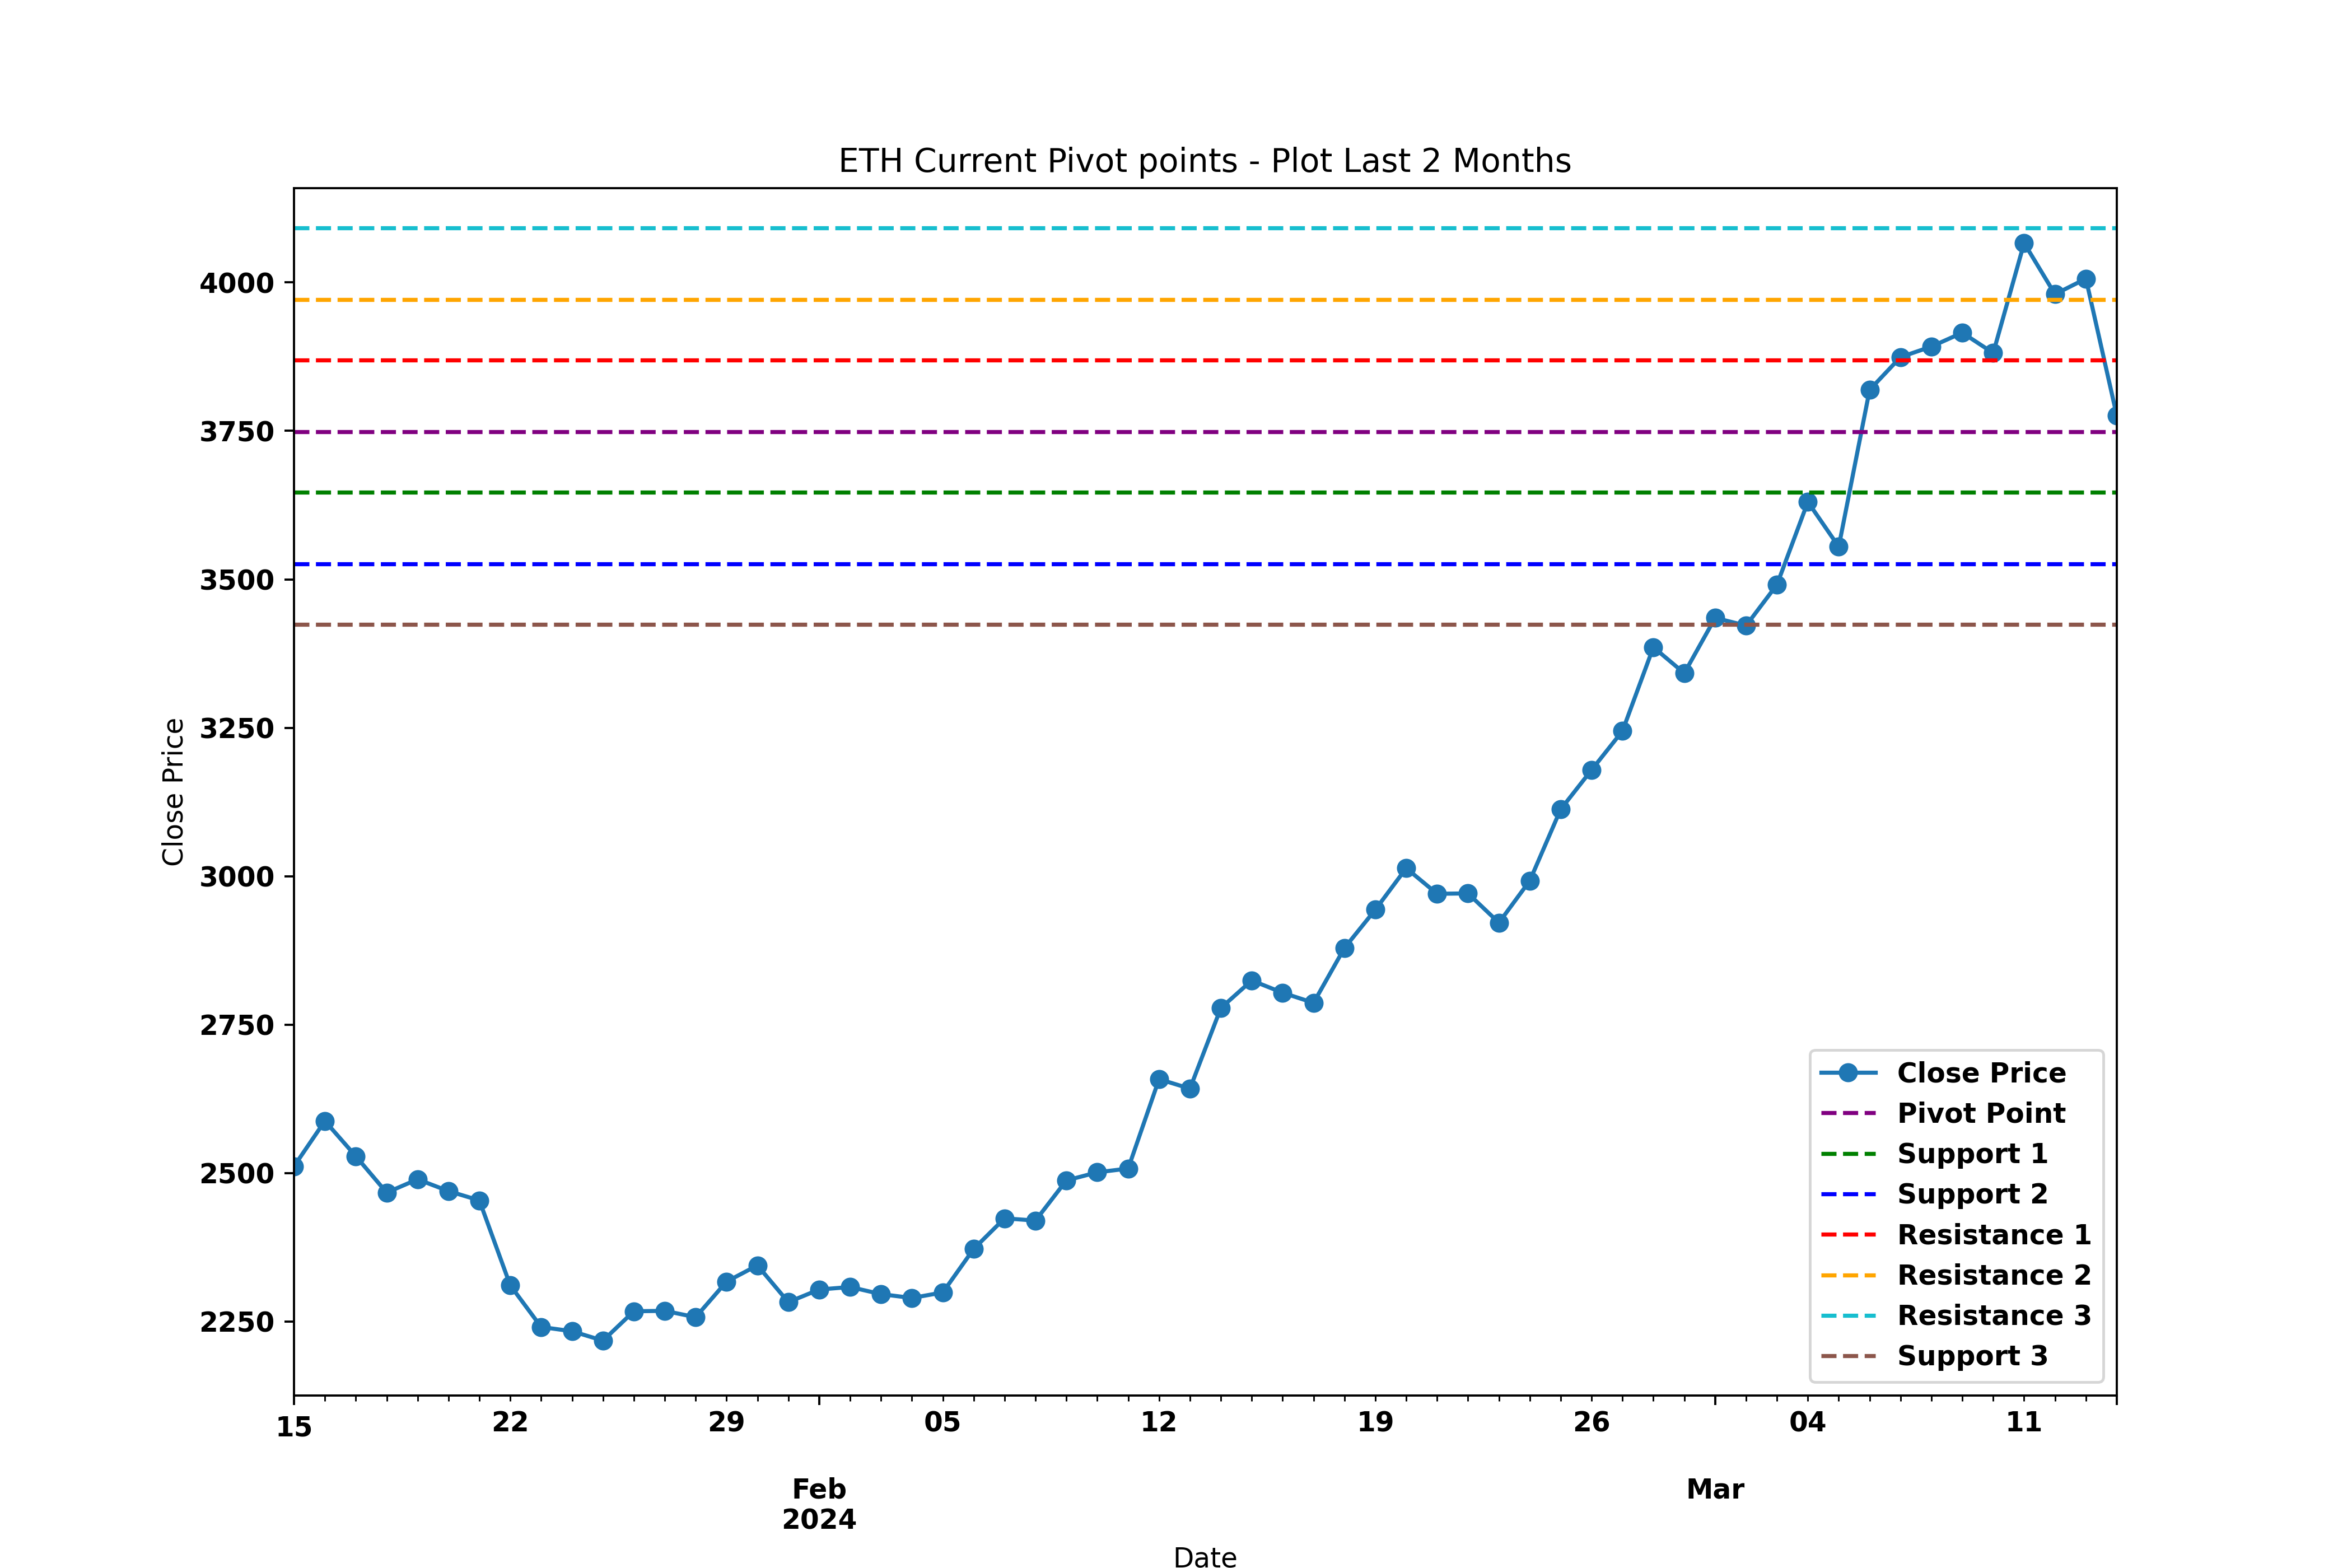 ETH Current Pivot points - Plot Last 2 Months
4000
3750
3500
3250
3000
2750
2500
2250
Close Price
Close Price
Pivot Point
Support 1
Support 2
Resistance 1
Resistance 2
Resistance 3
Support 3
15 22 29 05 12 19 26 04 11
Feb Mar
2024
Date